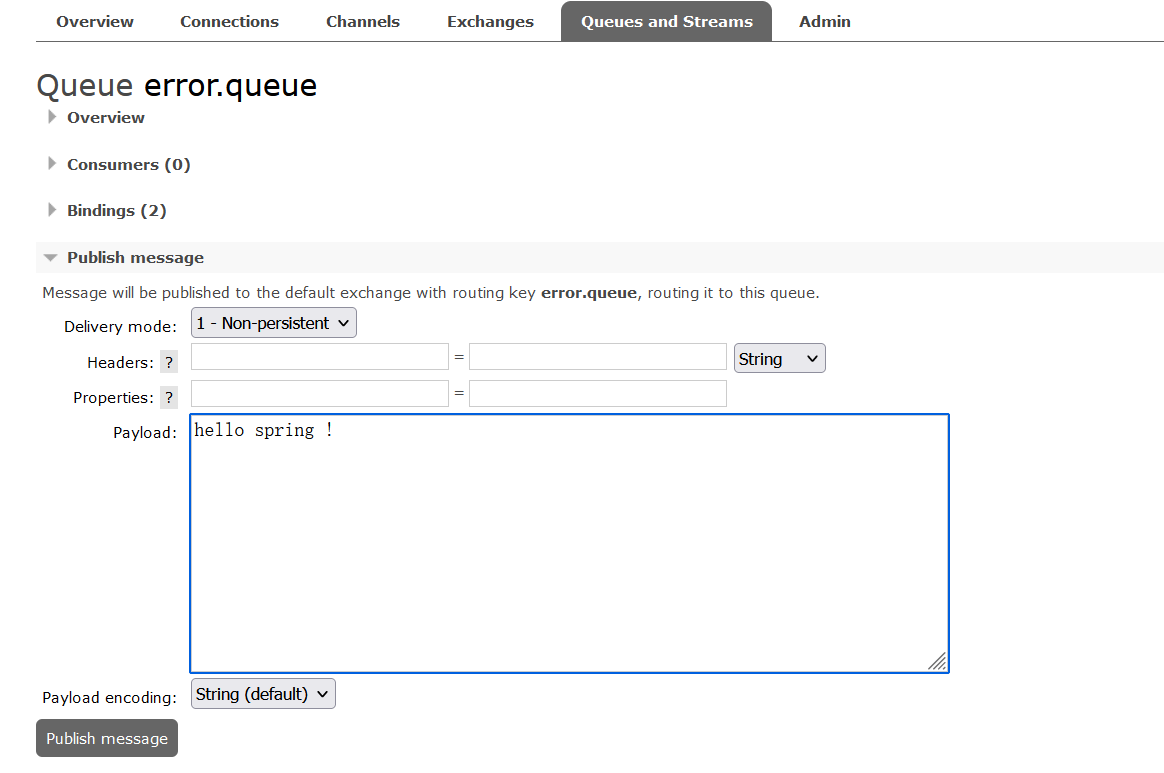 Overview Connections Channels Exchanges Queues and Streams Admin
Queue error.queue
Overview
Consumers (0)
Bindings (2)
Publish message
Message will be published to the default exchange with routing key error.queue, routing it to this queue.
Delivery mode: 1 - Non-persistent
Headers: ? = String
Properties: ? =
Payload: hello spring !
Payload encoding: String (default)
Publish message